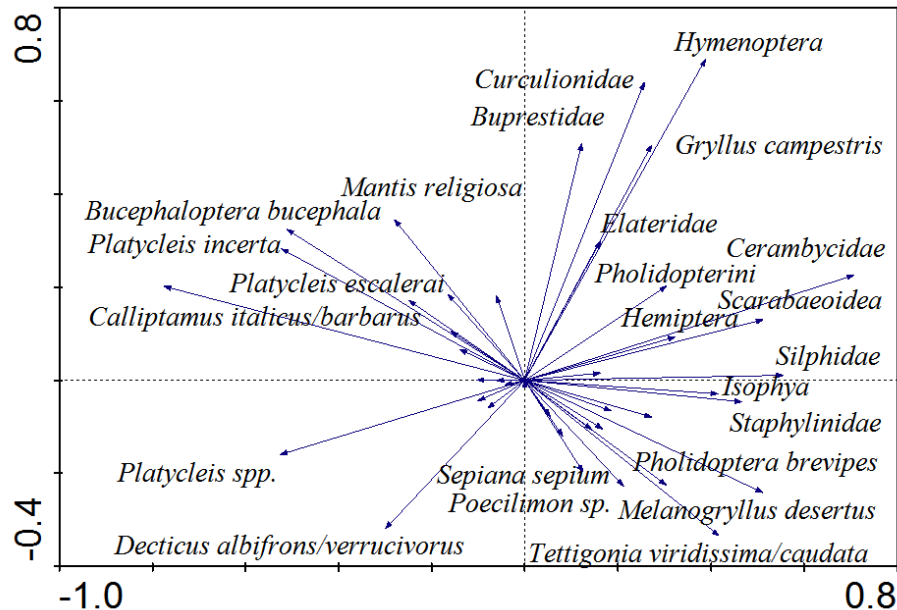 0.8
Hymenoptera
Curculionidae
Buprestidae
Gryllus campestris
Mantis religiosa
Bucephaloptera bucephala
Elateridae
Platycleis incerta
Cerambycidae
Pholidopterini
Platycleis escalerai
Scarabaeoidea
Calliptamus italicus/barbarus
Hemiptera
Silphidae
Isophya
Staphylinidae
Platycleis spp.
Sepiana sepium
Pholidoptera brevipes
Poecilimon sp.
Melanogryllus desertus
Decticus albifrons/verrucivorus
Tettigonia viridissima/caudata
-0.4
-1.0
0.8